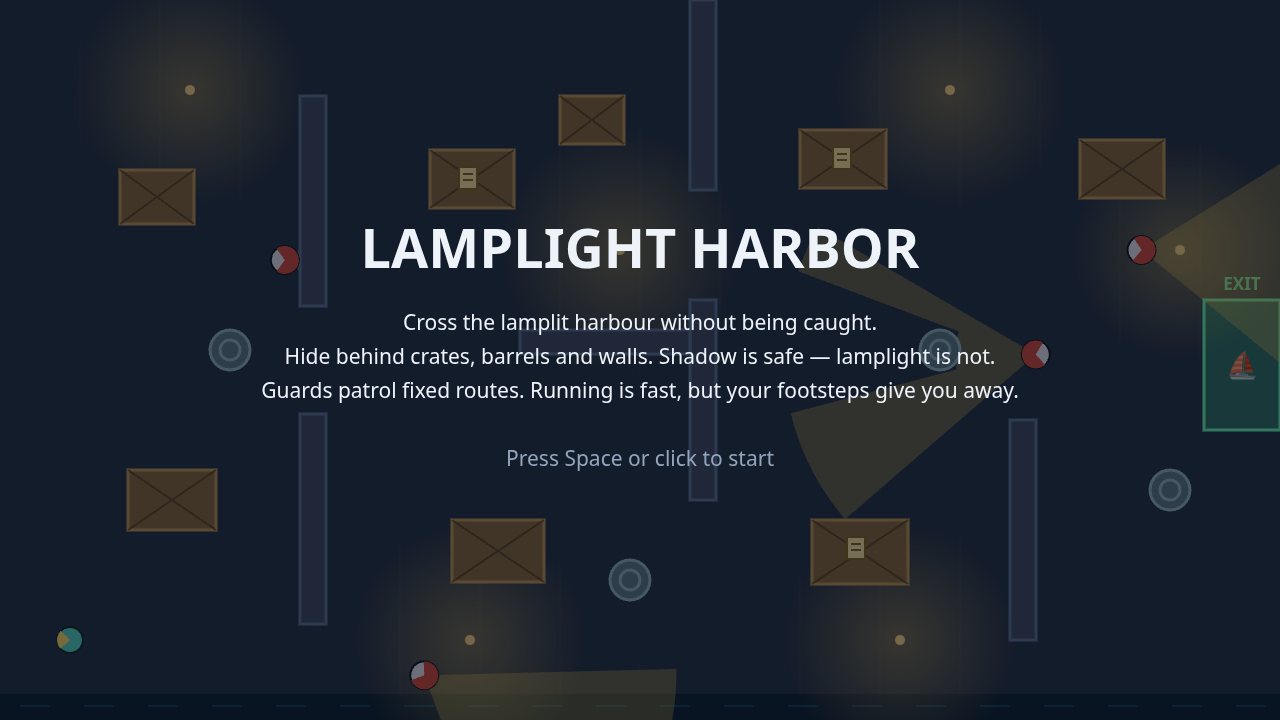 LAMPLIGHT HARBOR
EXIT
Cross the lamplit harbour without being caught.
Hide behind crates, barrels and walls. Shadow is safe — lamplight is not.
Guards patrol fixed routes. Running is fast, but your footsteps give you away.
Press Space or click to start